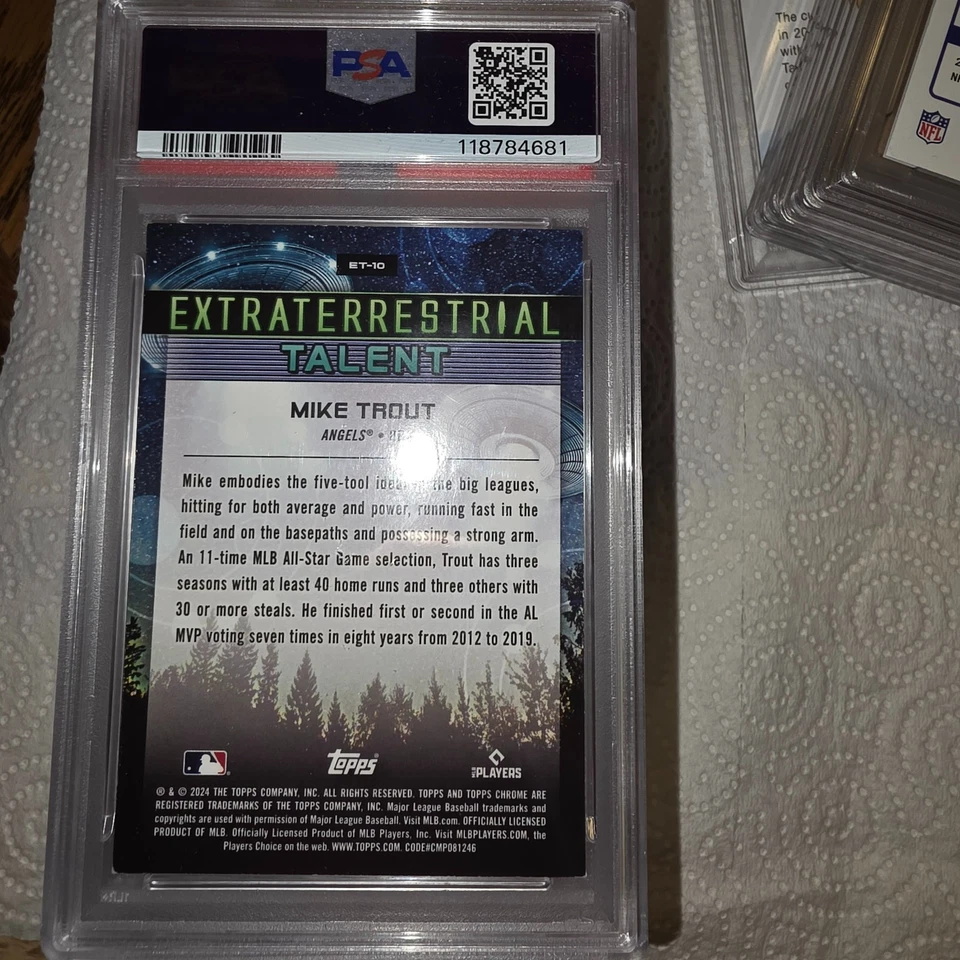 PSA
118784681
The
in 20
with
NFL
ET-10
EXTRATERRESTRIAL
TALENT
MIKE TROUT
ANGELS® •
Mike embodies the five-tool the big leagues,
hitting for both average and power, running fast in the
field and on the basepaths and possessing a strong arm.
An 11-time MLB All-Star Game selection, Trout has three
seasons with at least 40 home runs and three others with
30 or more steals. He finished first or second in the AL
MVP voting seven times in eight years from 2012 to 2019.
Topps
MLB PLAYERS
® & © 2024 THE TOPPS COMPANY, INC. ALL RIGHTS RESERVED. TOPPS AND TOPPS CHROME ARE
REGISTERED TRADEMARKS OF THE TOPPS COMPANY, INC. Major League Baseball trademarks and
copyrights are used with permission of Major League Baseball. Visit MLB.com. OFFICIALLY LICENSED
PRODUCT OF MLB. Officially Licensed Product of MLB Players, Inc. Visit MLBPLAYERS.COM, the
Players Choice on the web. WWW.TOPPS.COM. CODE#CMP081246